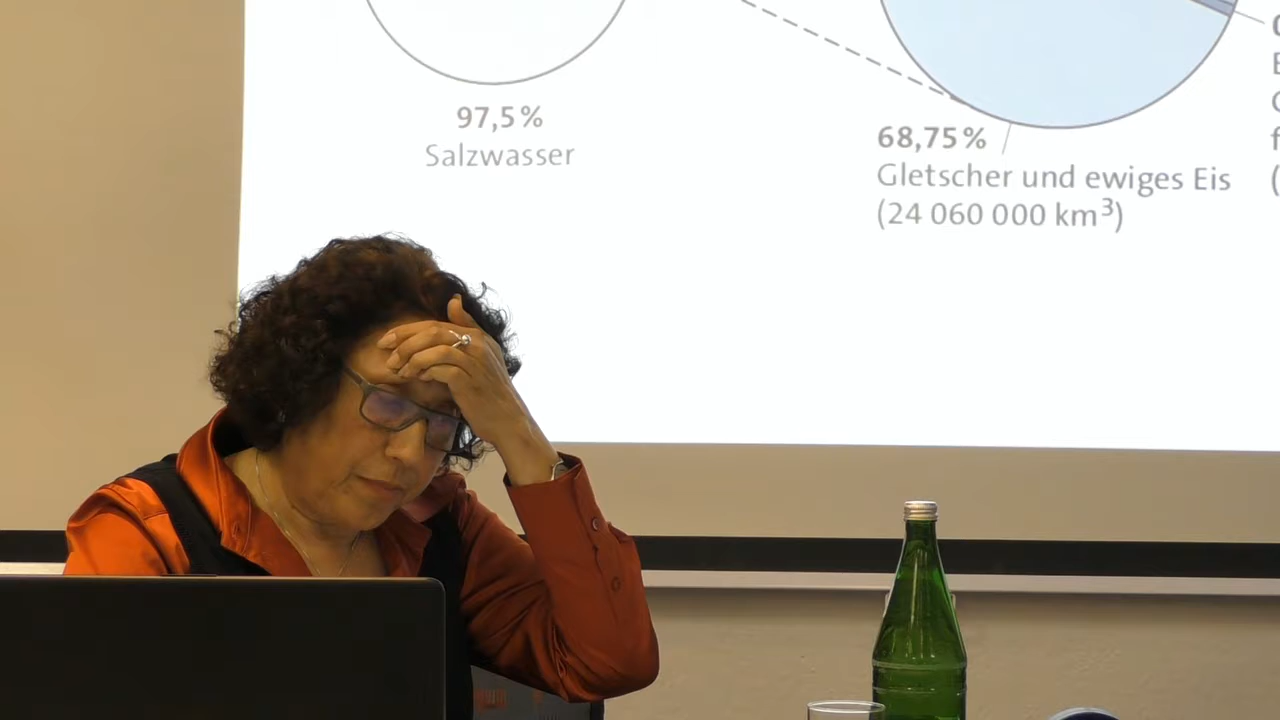 97,5%
Salzwasser
68,75%
Gletscher und ewiges Eis
(24 060 000 km³)